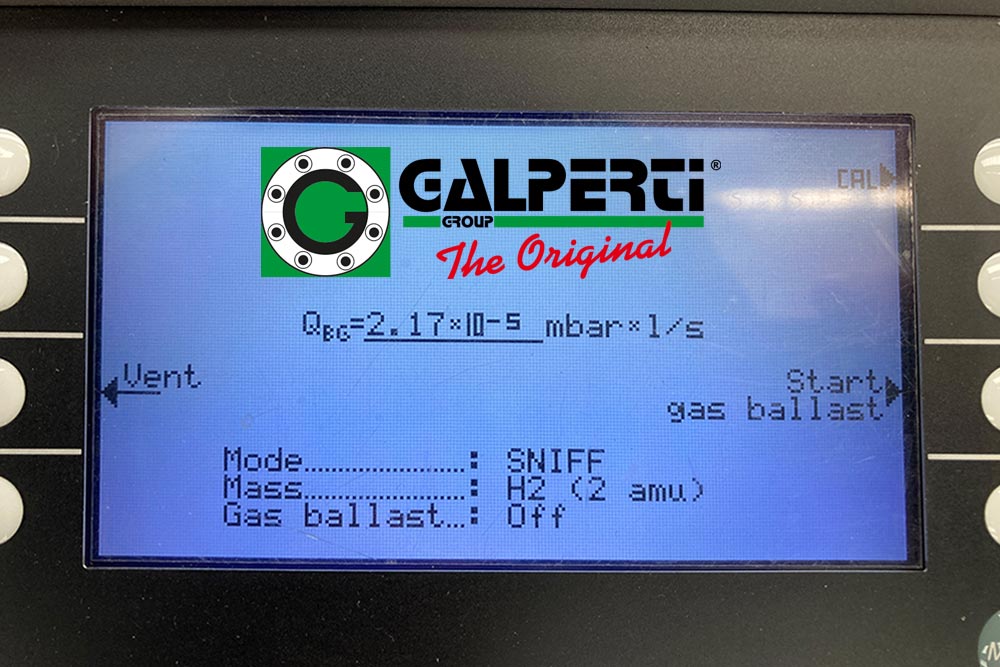 GALPERTI®
GROUP
The Original
CAL
QBG=2.17×10-5 mbar×l/s
Vent
Start
gas ballast
Mode................: SNIFF
Mass................: H2 (2 amu)
Gas ballast...: Off